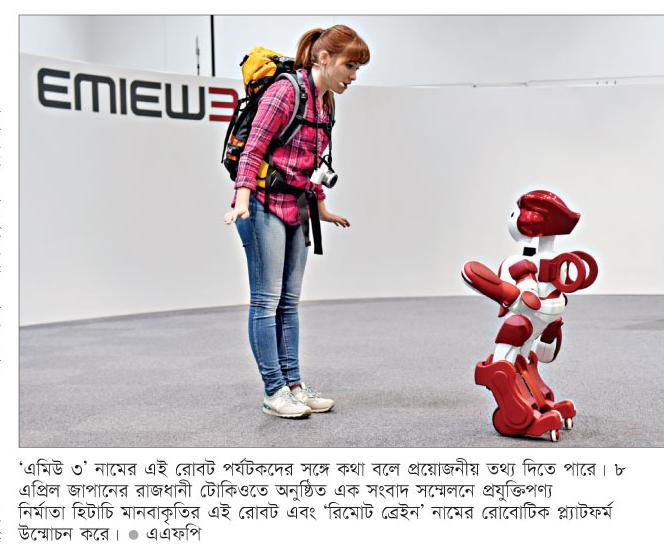 EMIEW3
‘এমিউ ৩’ নামের এই রোবট পর্যটকদের সঙ্গে কথা বলে প্রয়োজনীয় তথ্য দিতে পারে। ৮
এপ্রিল জাপানের রাজধানী টোকিওতে অনুষ্ঠিত এক সংবাদ সম্মেলনে প্রযুক্তিপণ্য
নির্মাতা হিটাচি মানবাকৃতির এই রোবট এবং ‘রিমোট ব্রেইন’ নামের রোবোটিক প্ল্যাটফর্ম
উন্মোচন করে। ● এএফপি